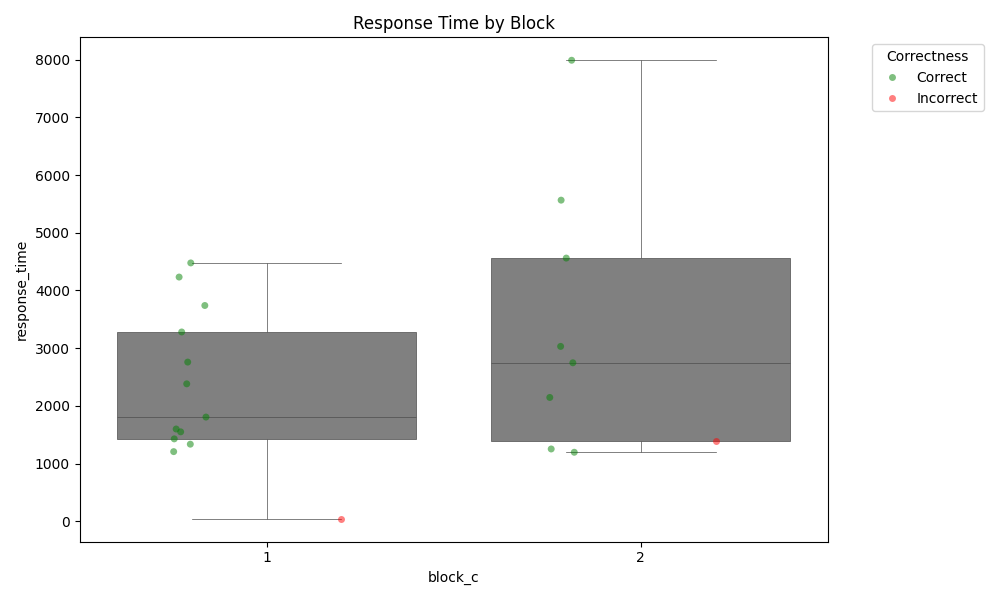 Response Time by Block
Correctness
Correct
Incorrect
response_time
8000
7000
6000
5000
4000
3000
2000
1000
0
1
2
block_c